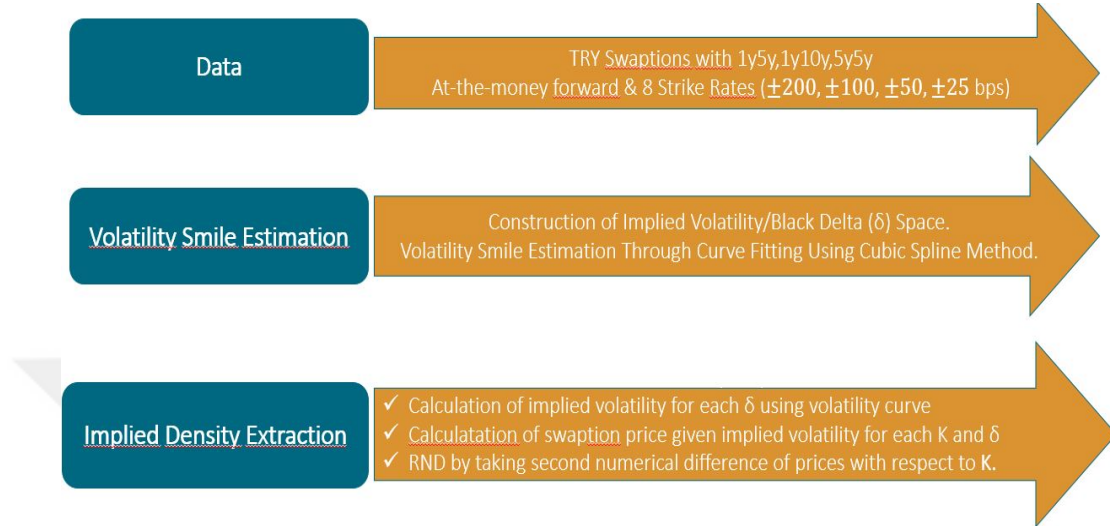 Data
TRY Swaptions with 1y5y,1y10y,5y5y
At-the-money forward & 8 Strike Rates (±200, ±100, ±50, ±25 bps)
Volatility Smile Estimation
Construction of Implied Volatility/Black Delta (δ) Space.
Volatility Smile Estimation Through Curve Fitting Using Cubic Spline Method.
Implied Density Extraction
✓ Calculation of implied volatility for each δ using volatility curve
✓ Calculatation of swaption price given implied volatility for each K and δ
✓ RND by taking second numerical difference of prices with respect to K.